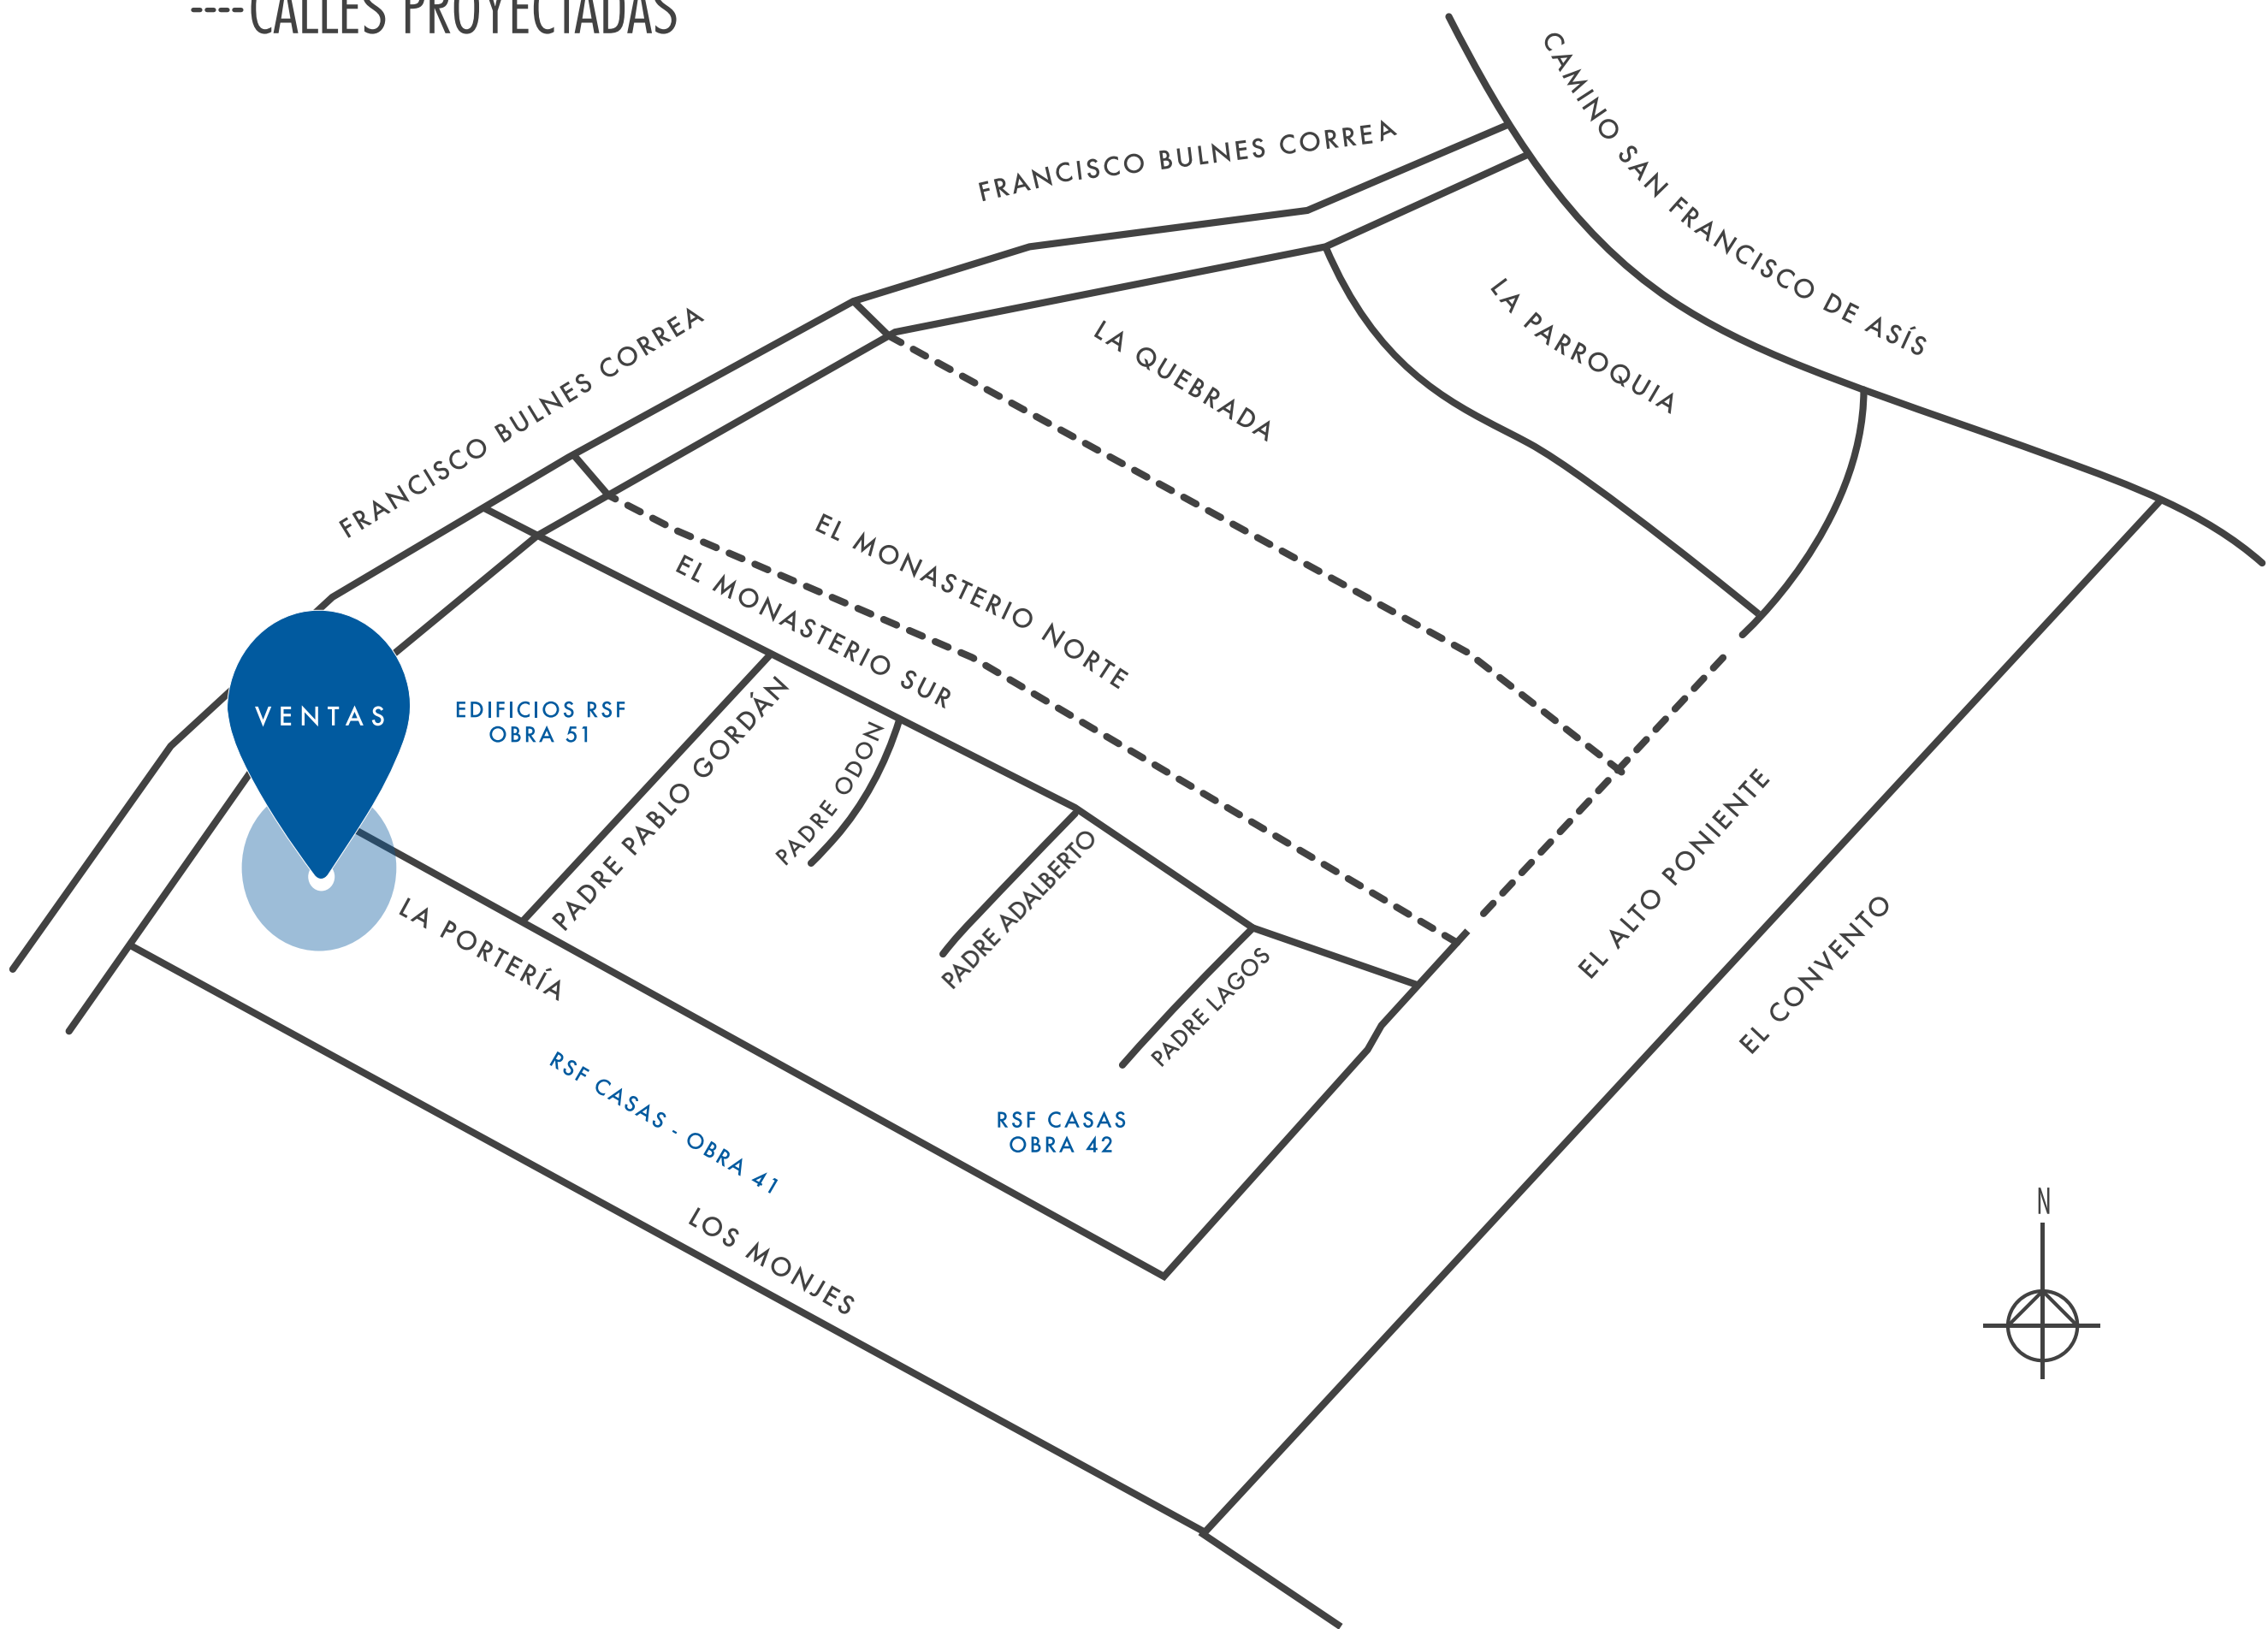 CALLES PROYECTADAS
CAMINO SAN FRANCISCO DE ASÍS
FRANCISCO BULNES CORREA
LA PARROQUIA
FRANCISCO BULNES CORREA
LA QUEBRADA
EL MONASTERIO NORTE
EL MONASTERIO SUR
VENTAS
EDIFICIOS RSF
OBRA 51
PADRE PABLO GORDÁN
PADRE ODON
PADRE ADALBERTO
PADRE LAGOS
EL ALTO PONIENTE
EL CONVENTO
LA PORTERÍA
RSF CASAS - OBRA 41
RSF CASAS
OBRA 42
LOS MONJES
N